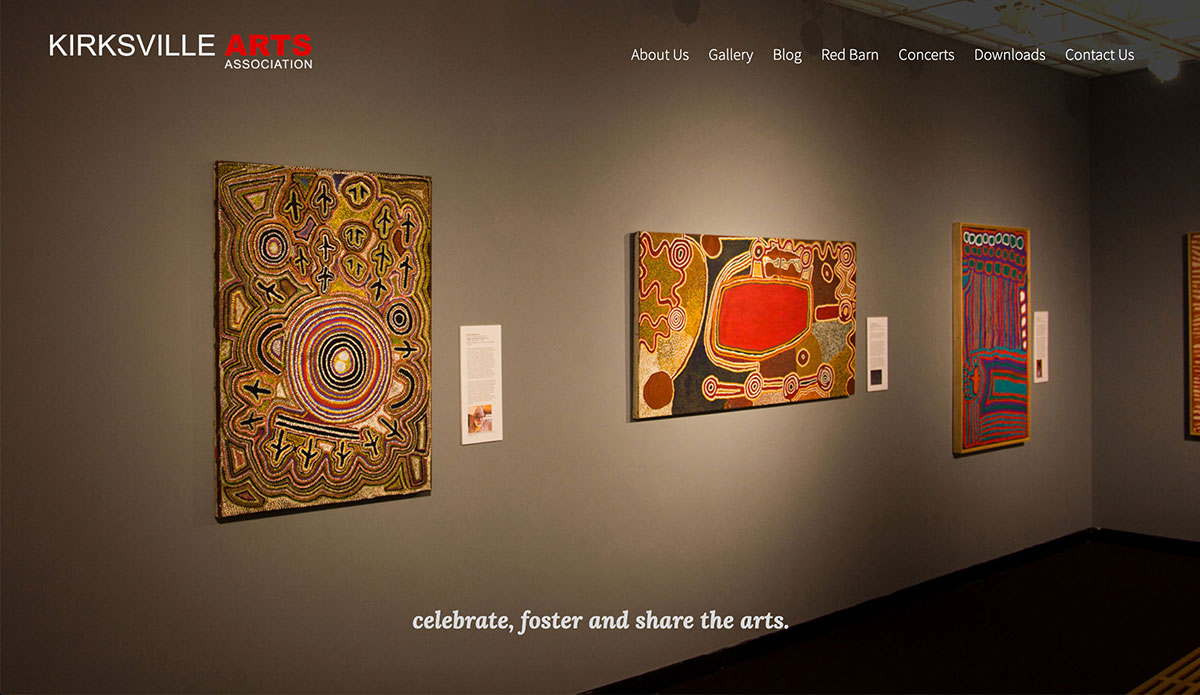 KIRKSVILLE ARTS
ASSOCIATION
About Us Gallery Blog Red Barn Concerts Downloads Contact Us
celebrate, foster and share the arts.